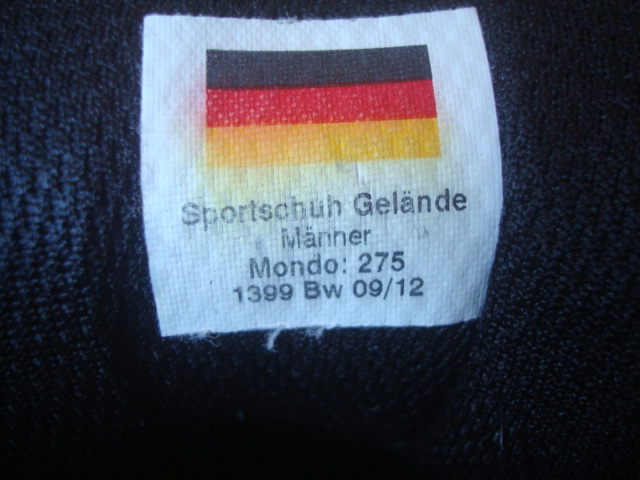 Sportschuh Gelände
Männer
Mondo: 275
1399 Bw 09/12